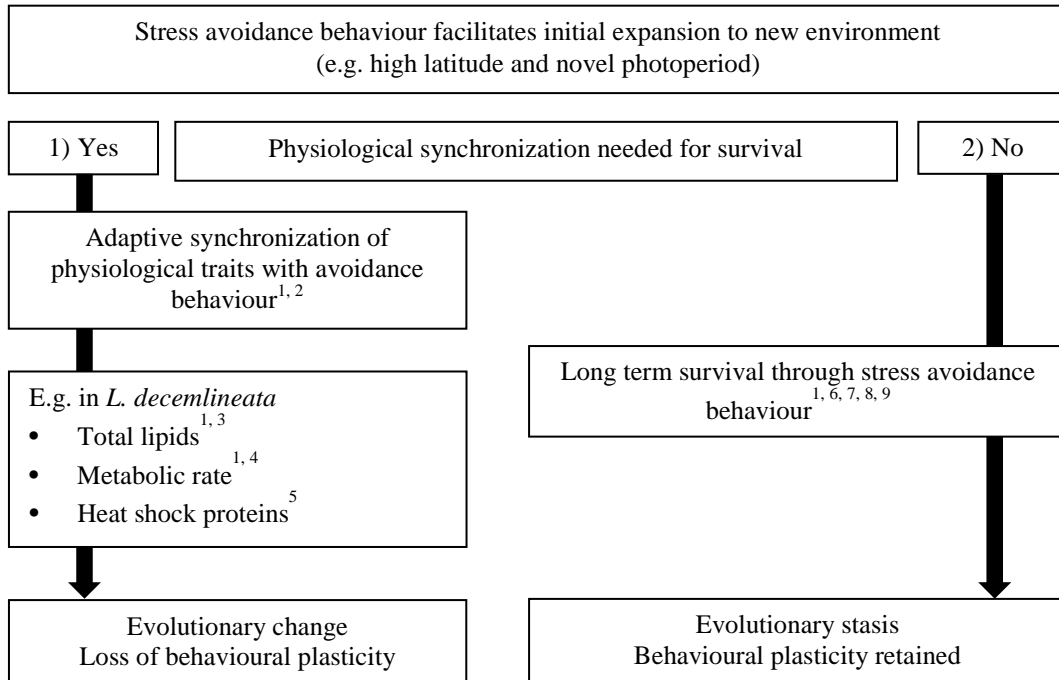 Stress avoidance behaviour facilitates initial expansion to new environment
(e.g. high latitude and novel photoperiod)
1) Yes
Physiological synchronization needed for survival
2) No
Adaptive synchronization of
physiological traits with avoidance
behaviour1, 2
E.g. in L. decemlineata
• Total lipids1, 3
• Metabolic rate1, 4
• Heat shock proteins5
Long term survival through stress avoidance
behaviour1, 6, 7, 8, 9
Evolutionary change
Loss of behavioural plasticity
Evolutionary stasis
Behavioural plasticity retained